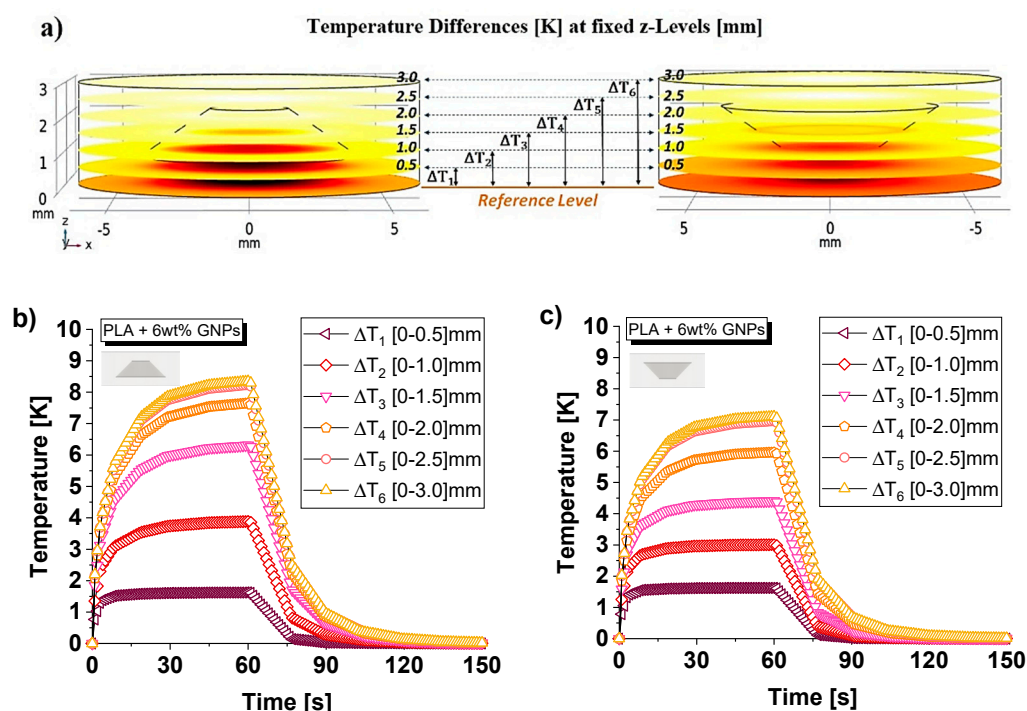 a)
Temperature Differences [K] at fixed z-Levels [mm]
3
2
1
0
mm
z
y
x
-5
0
5
mm
3.0
2.5
2.0
1.5
1.0
0.5
ΔT1
ΔT2
ΔT3
ΔT4
ΔT5
ΔT6
Reference Level
3.0
2.5
2.0
1.5
1.0
0.5
5
0
-5
mm
b)
PLA + 6wt% GNPs
ΔT1 [0-0.5]mm
ΔT2 [0-1.0]mm
ΔT3 [0-1.5]mm
ΔT4 [0-2.0]mm
ΔT5 [0-2.5]mm
ΔT6 [0-3.0]mm
Temperature [K]
10
9
8
7
6
5
4
3
2
1
0
0 30 60 90 120 150
Time [s]
c)
PLA + 6wt% GNPs
ΔT1 [0-0.5]mm
ΔT2 [0-1.0]mm
ΔT3 [0-1.5]mm
ΔT4 [0-2.0]mm
ΔT5 [0-2.5]mm
ΔT6 [0-3.0]mm
Temperature [K]
10
9
8
7
6
5
4
3
2
1
0
0 30 60 90 120 150
Time [s]